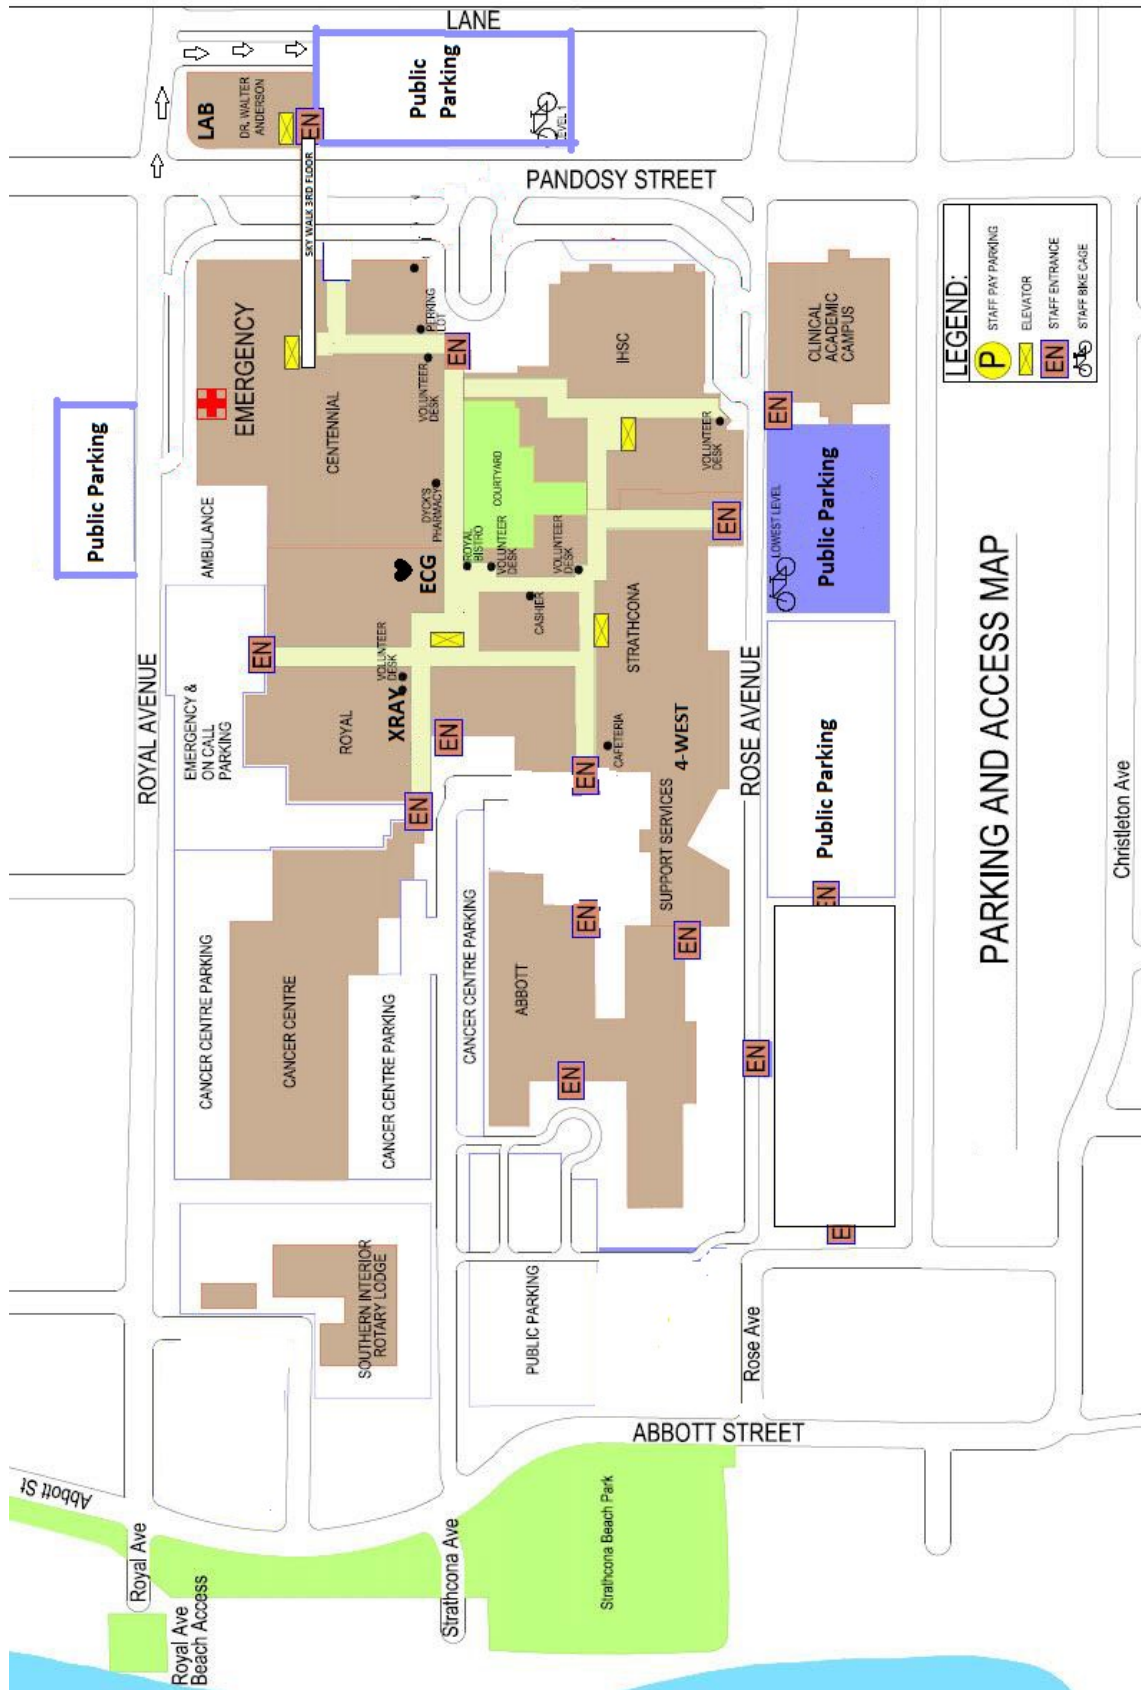 LANE
Public
Parking
LEVEL 1
LAB
DR. WALTER
ANDERSON
EN
SKY WALK 3RD FLOOR
PANDOSY STREET
LEGEND:
P
STAFF PAY PARKING
ELEVATOR
EN
STAFF ENTRANCE
STAFF BIKE CAGE
Public Parking
EMERGENCY
CENTENNIAL
PERKING
LOT
VOLUNTEER
DESK
EN
IHSC
CLINICAL
ACADEMIC
CAMPUS
EN
VOLUNTEER
DESK
COURTYARD
DYCK'S
PHARMACY
AMBULANCE
ECG
ROYAL
BISTRO
VOLUNTEER
DESK
VOLUNTEER
DESK
CASHIER
EN
LOWEST LEVEL
Public Parking
STRATHCONA
EN
VOLUNTEER
DESK
XRAY
ROYAL
EN
EMERGENCY &
ON CALL
PARKING
ROYAL AVENUE
EN
CAFETERIA
EN
4-WEST
SUPPORT SERVICES
ROSE AVENUE
Public Parking
EN
PARKING AND ACCESS MAP
Christleton Ave
CANCER CENTRE PARKING
CANCER CENTRE
CANCER CENTRE PARKING
CANCER CENTRE PARKING
ABBOTT
EN
EN
EN
EN
E
SOUTHERN INTERIOR
ROTARY LODGE
PUBLIC PARKING
Rose Ave
ABBOTT STREET
Abbott St
Royal Ave
Royal Ave
Beach Access
Strathcona Ave
Strathcona Beach Park